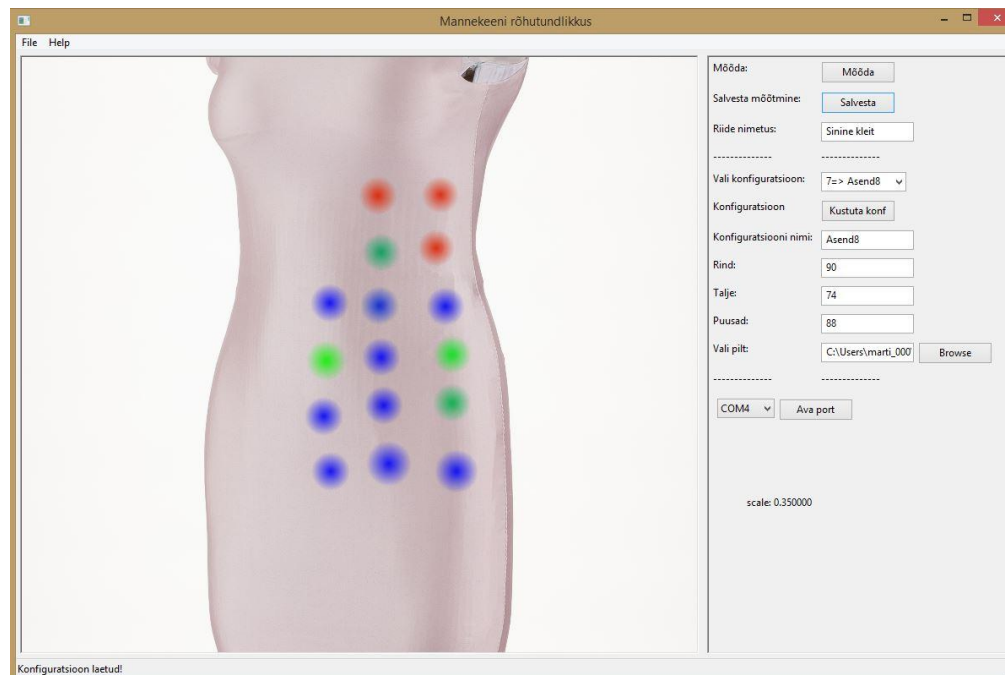 Mannekeeni rõhutundlikkus
File Help
Mõõda: Mõõda
Salvesta mõõtmine: Salvesta
Riide nimetus: Sinine kleit
------------- -------------
Vali konfiguratsioon: 7=> Asend8
Konfiguratsioon Kustuta konf
Konfiguratsiooni nimi: Asend8
Rind: 90
Talje: 74
Puusad: 88
Vali pilt: C:\Users\marti_000 Browse
------------- -------------
COM4 Ava port
scale: 0.350000
Konfiguratsioon laetud!